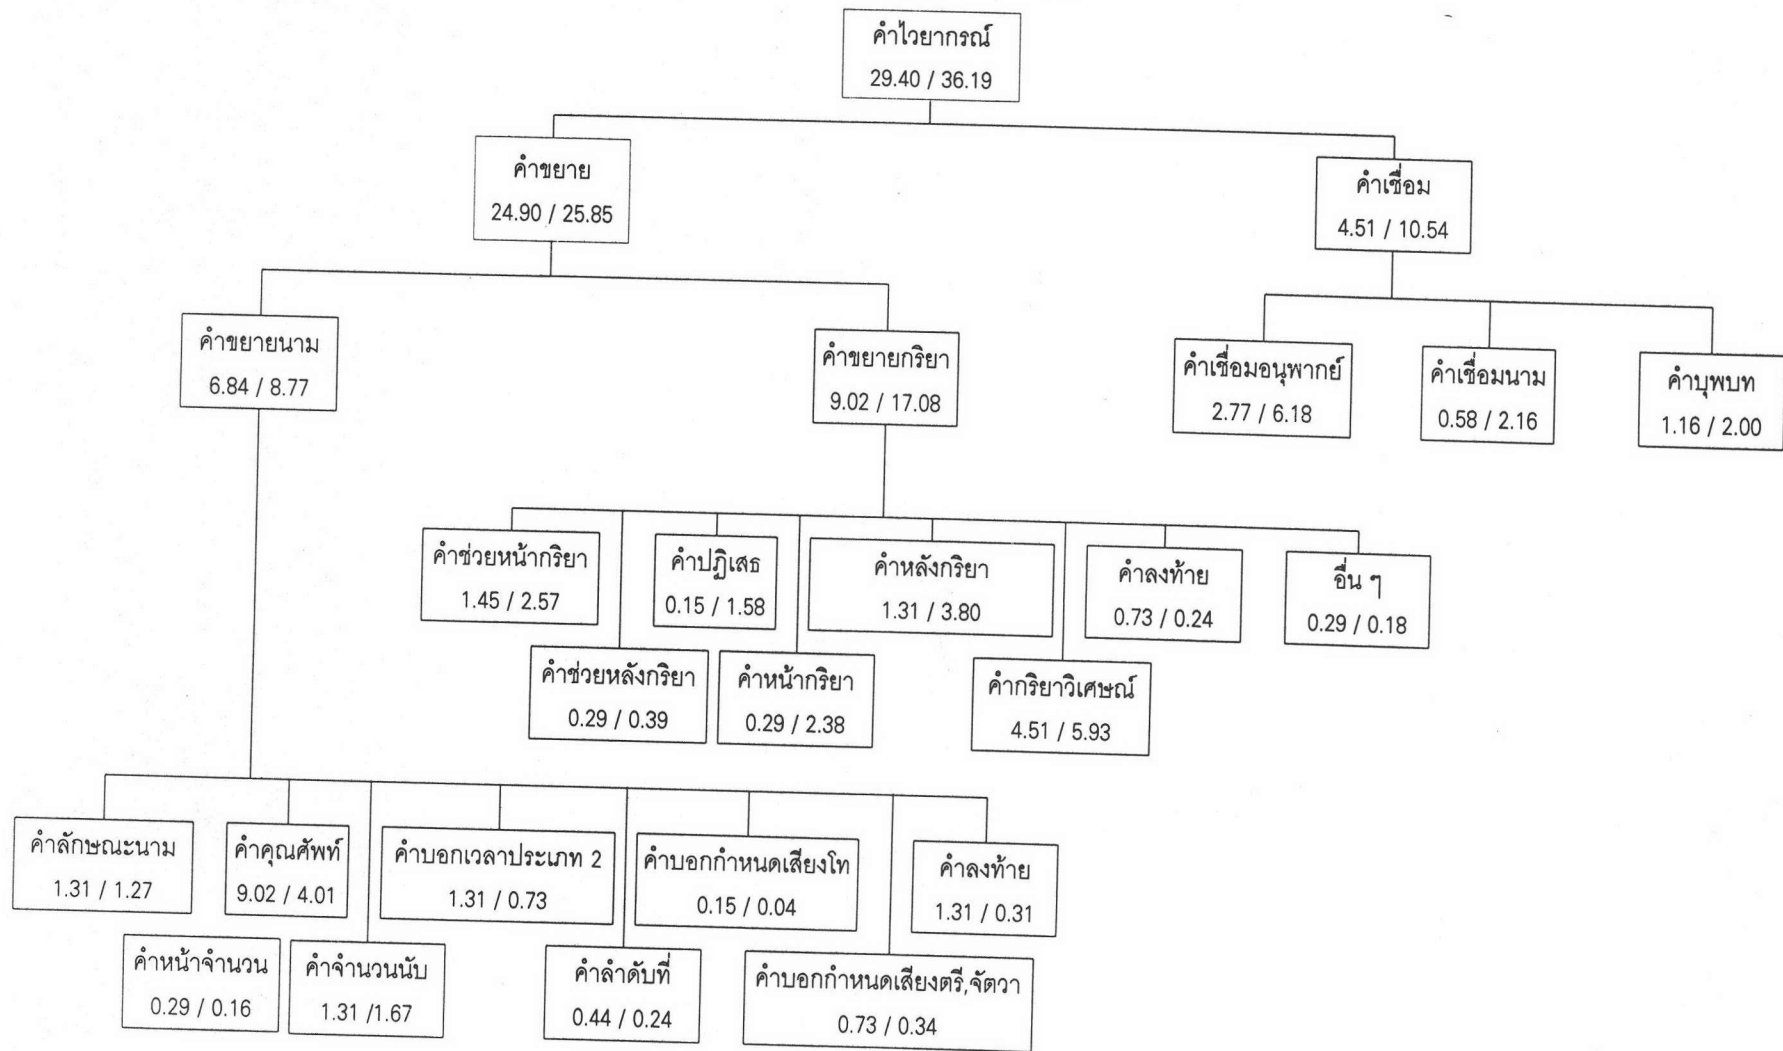 คำไวยากรณ์
29.40 / 36.19
คำขยาย
24.90 / 25.85
คำเชื่อม
4.51 / 10.54
คำขยายนาม
6.84 / 8.77
คำขยายกริยา
9.02 / 17.08
คำเชื่อมอนุพากย์
2.77 / 6.18
คำเชื่อมนาม
0.58 / 2.16
คำบุพบท
1.16 / 2.00
คำช่วยหน้ากริยา
1.45 / 2.57
คำปฏิเสธ
0.15 / 1.58
คำหลังกริยา
1.31 / 3.80
คำลงท้าย
0.73 / 0.24
อื่น ๆ
0.29 / 0.18
คำช่วยหลังกริยา
0.29 / 0.39
คำหน้ากริยา
0.29 / 2.38
คำกริยาวิเศษณ์
4.51 / 5.93
คำลักษณะนาม
1.31 / 1.27
คำคุณศัพท์
9.02 / 4.01
คำบอกเวลาประเภท 2
1.31 / 0.73
คำบอกกำหนดเสียงโท
0.15 / 0.04
คำลงท้าย
1.31 / 0.31
คำหน้าจำนวน
0.29 / 0.16
คำจำนวนนับ
1.31 /1.67
คำลำดับที่
0.44 / 0.24
คำบอกกำหนดเสียงตรี,จัตวา
0.73 / 0.34